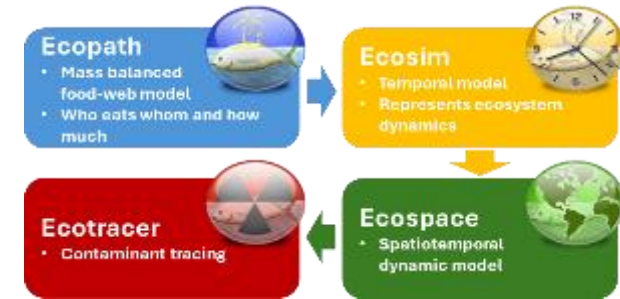 Ecopath
• Mass balanced
food-web model
• Who eats whom and how
much
Ecosim
• Temporal model
• Represents ecosystem
dynamics
Ecotracer
• Contaminant tracing
Ecospace
• Spatiotemporal
dynamic model